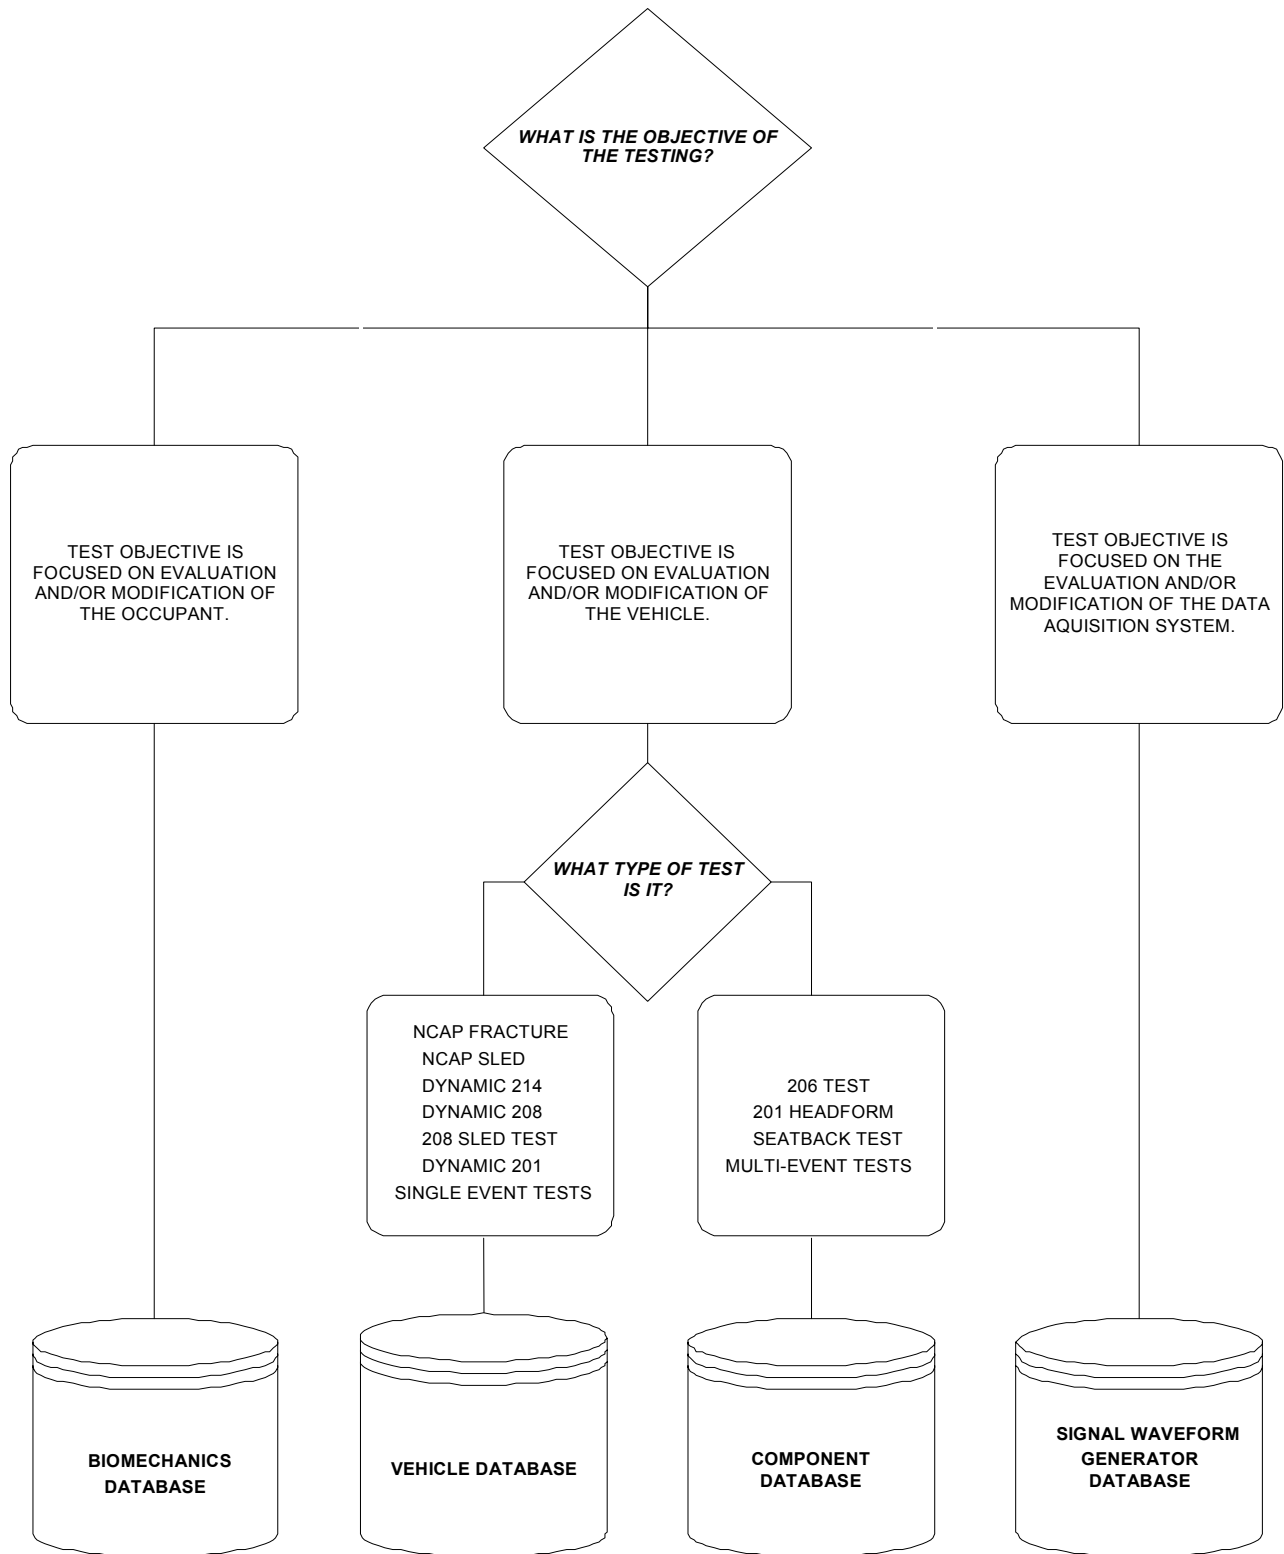 WHAT IS THE OBJECTIVE OF
THE TESTING?
TEST OBJECTIVE IS
FOCUSED ON EVALUATION
AND/OR MODIFICATION OF
THE OCCUPANT.
TEST OBJECTIVE IS
FOCUSED ON EVALUATION
AND/OR MODIFICATION OF
THE VEHICLE.
TEST OBJECTIVE IS
FOCUSED ON THE
EVALUATION AND/OR
MODIFICATION OF THE DATA
AQUISITION SYSTEM.
WHAT TYPE OF TEST
IS IT?
NCAP FRACTURE
NCAP SLED
DYNAMIC 214
DYNAMIC 208
208 SLED TEST
DYNAMIC 201
SINGLE EVENT TESTS
206 TEST
201 HEADFORM
SEATBACK TEST
MULTI-EVENT TESTS
BIOMECHANICS
DATABASE
VEHICLE DATABASE
COMPONENT
DATABASE
SIGNAL WAVEFORM
GENERATOR
DATABASE